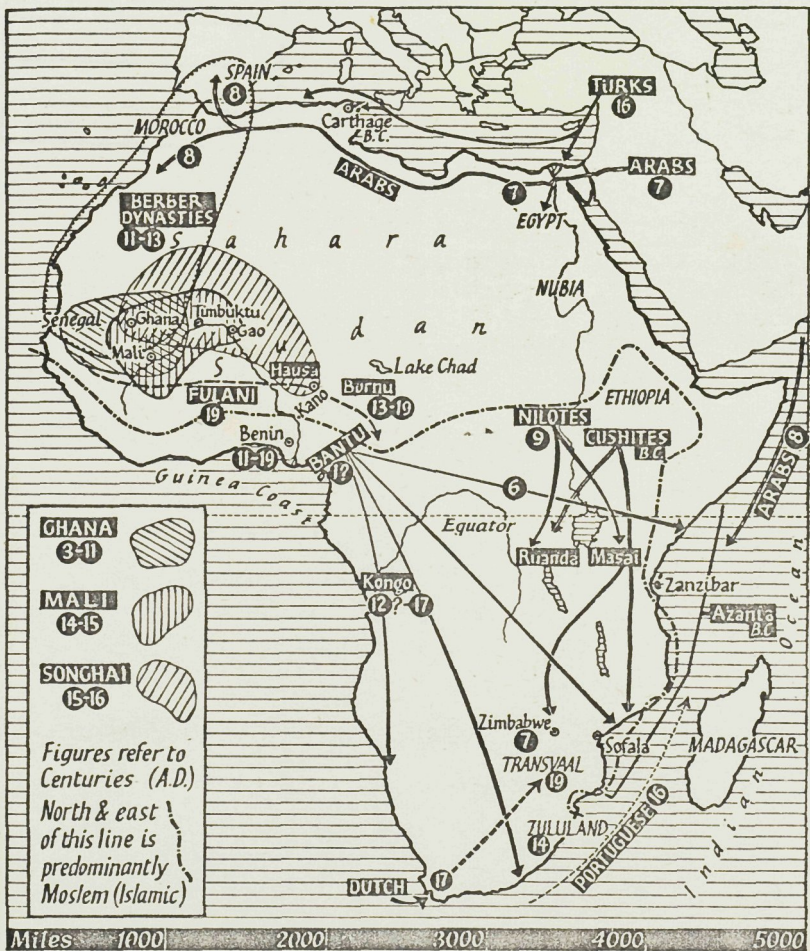 SPAIN
8
TURKS
16
Carthage
B.C.
MOROCCO
8
ARABS
7
ARABS
7
EGYPT
BERBER
DYNASTIES
11-13
Sahara
NUBIA
Senegal
Ghana
Timbuktu
Gao
Mali
Sudan
Lake Chad
Hausa
Kano
Bornu
13-19
FULANI
19
ETHIOPIA
NILOTES
9
CUSHITES
B.C.
Benin
11-19
BANTU
1?
ARABS 8
6
Guinea Coast
Equator
Ruanda
Masai
Kongo
12?-17
Zanzibar
Azania
B.C.
Zimbabwe
7
Sofala
MADAGASCAR
TRANSVAAL
19
ZULULAND
14
PORTUGUESE 16
Indian Ocean
17
DUTCH
GHANA
3-11
MALI
14-15
SONGHAI
15-16
Figures refer to
Centuries (A.D.)
North & east
of this line is
predominantly
Moslem (Islamic)
Miles 1000 2000 3000 4000 5000